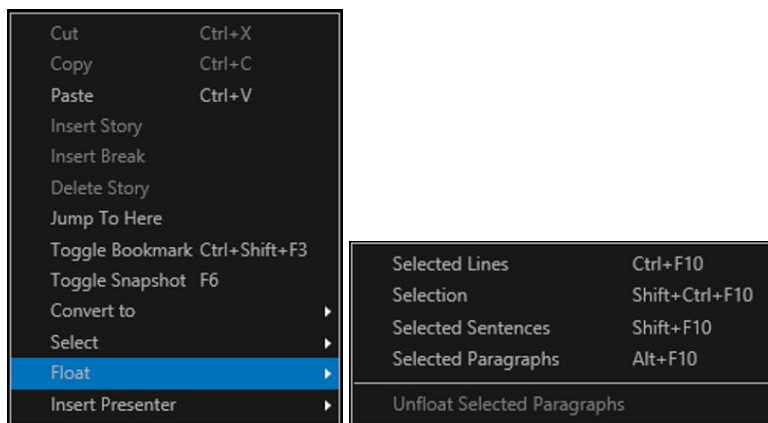 Cut Ctrl+X
Copy Ctrl+C
Paste Ctrl+V
Insert Story
Insert Break
Delete Story
Jump To Here
Toggle Bookmark Ctrl+Shift+F3
Toggle Snapshot F6
Convert to
Select
Float
Insert Presenter
Selected Lines Ctrl+F10
Selection Shift+Ctrl+F10
Selected Sentences Shift+F10
Selected Paragraphs Alt+F10
Unfloat Selected Paragraphs